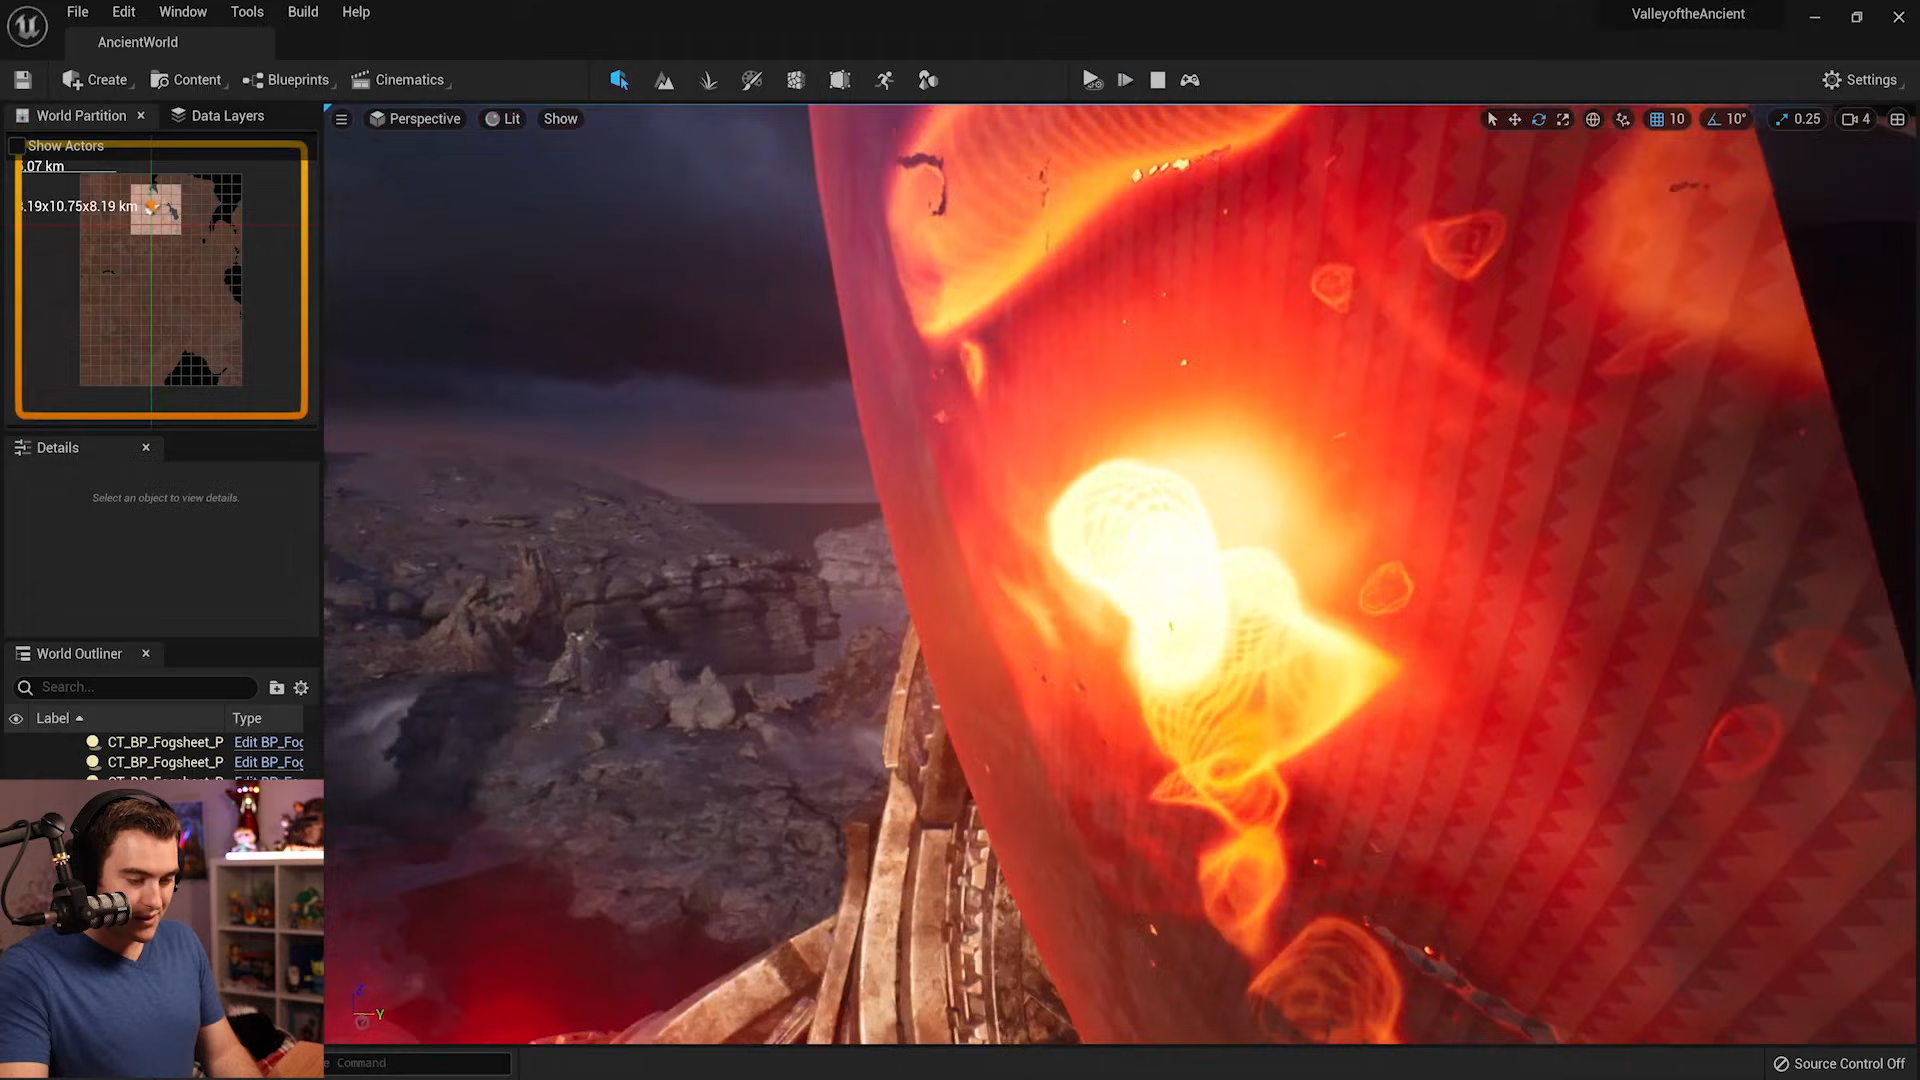 File Edit Window Tools Build Help
ValleyoftheAncient
AncientWorld
Create Content Blueprints Cinematics
Settings
World Partition Data Layers
Perspective Lit Show
10 10° 0.25 4
Show Actors
.07 km
.19x10.75x8.19 km
Details
Select an object to view details.
World Outliner
Search...
Label Type
CT_BP_Fogsheet_P Edit BP_Fog
CT_BP_Fogsheet_P Edit BP_Fog
Z
Y
Command
Source Control Off